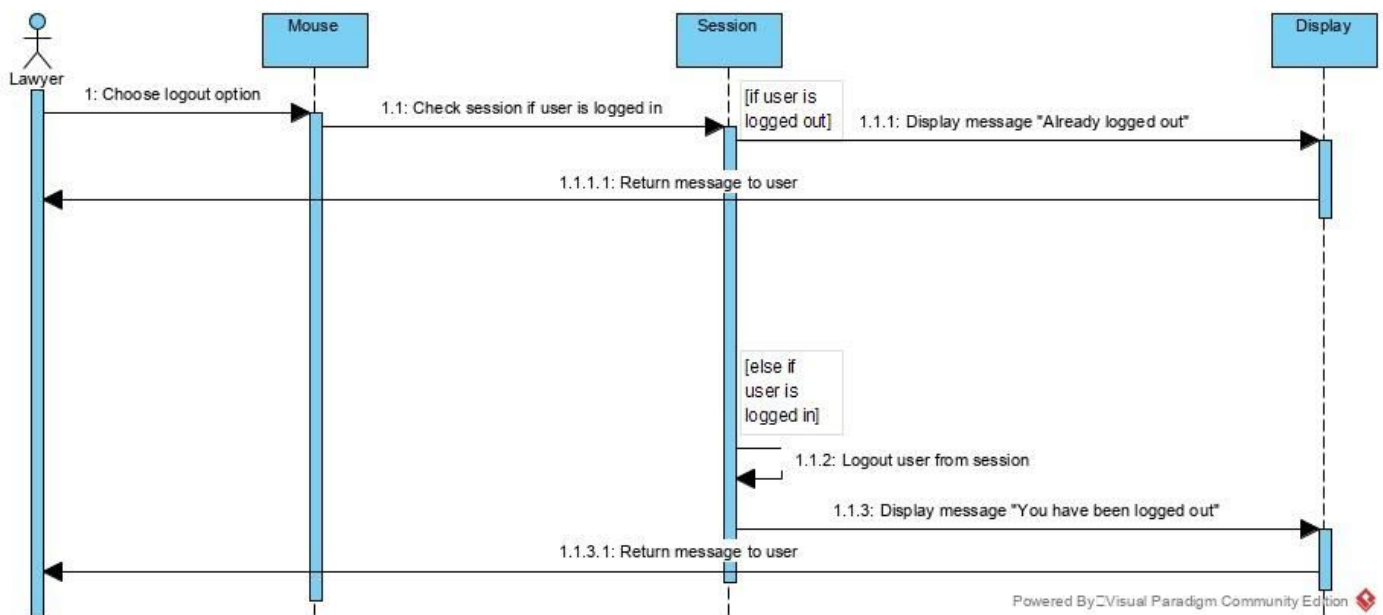 Mouse
Session
Display
Lawyer
1: Choose logout option
1.1: Check session if user is logged in
[if user is
logged out]
1.1.1: Display message "Already logged out"
1.1.1.1: Return message to user
[else if
user is
logged in]
1.1.2: Logout user from session
1.1.3: Display message "You have been logged out"
1.1.3.1: Return message to user
Powered By Visual Paradigm Community Edition